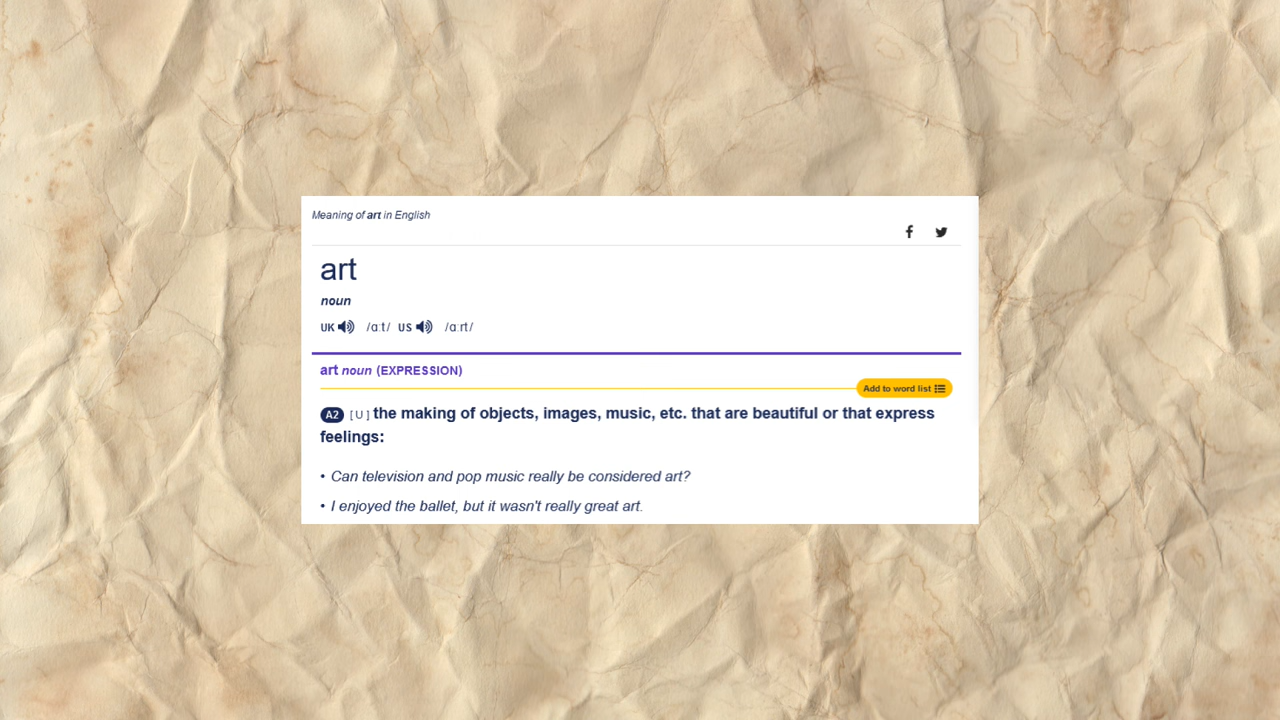 Meaning of art in English
art
noun
UK /ɑːt/ US /ɑːrt/
art noun (EXPRESSION)
Add to word list
A2 [ U ] the making of objects, images, music, etc. that are beautiful or that express
feelings:
• Can television and pop music really be considered art?
• I enjoyed the ballet, but it wasn't really great art.